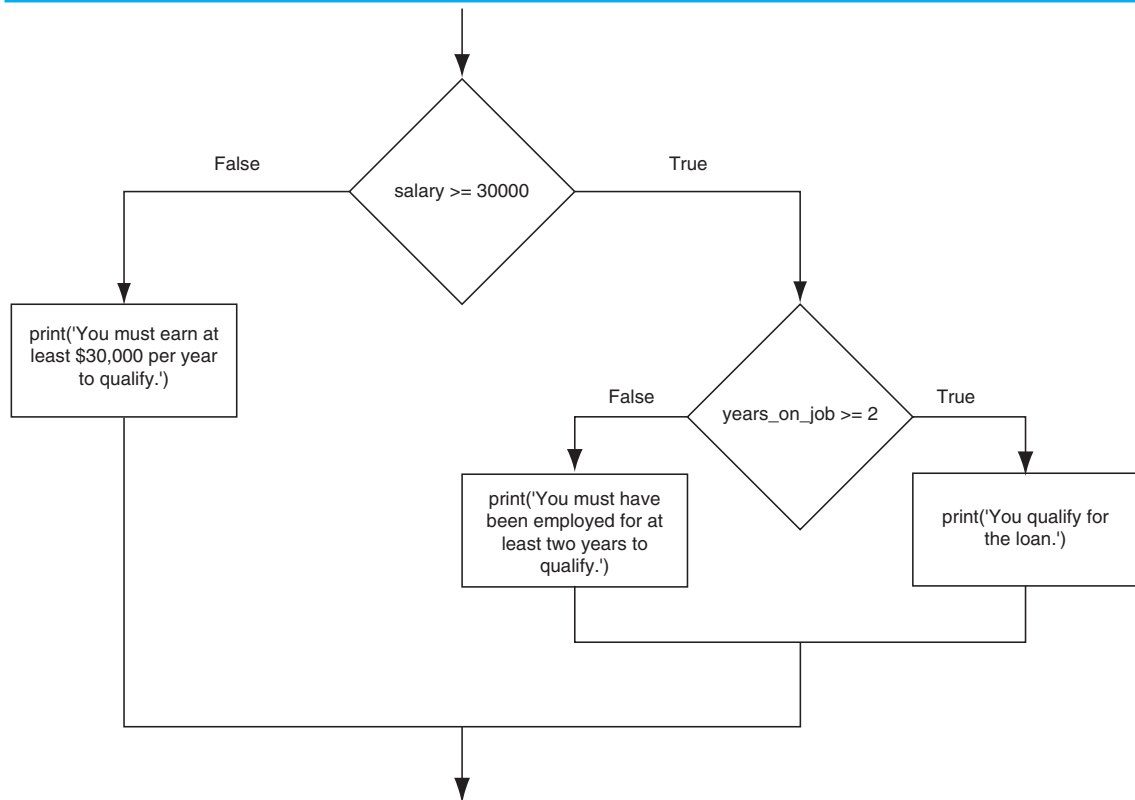 False
True
salary >= 30000
print('You must earn at
least $30,000 per year
to qualify.')
False
True
years_on_job >= 2
print('You must have
been employed for at
least two years to
qualify.')
print('You qualify for
the loan.')